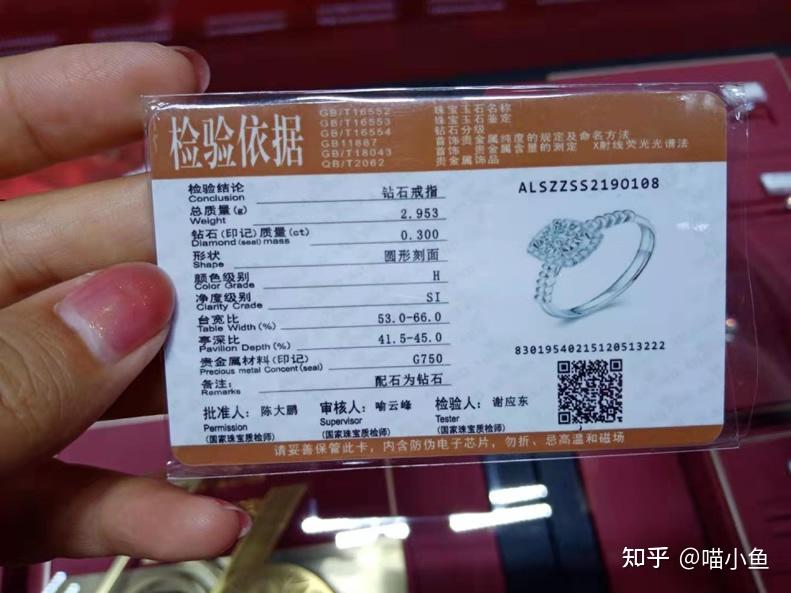 检验依据
GB/T16552 珠宝玉石名称
GB/T16553 珠宝玉石鉴定
GB/T16554 钻石分级
GB11887 首饰贵金属纯度的规定及命名方法
GB/T18043 首饰 贵金属含量的测定 X射线荧光光谱法
QB/T2062 贵金属饰品
检验结论 钻石戒指
Conclusion
总质量(g) 2.953
Weight
钻石(印记)质量(ct) 0.300
Diamond(seal)mass
形状 圆形刻面
Shape
颜色级别 H
Color Grade
净度级别 SI
Clarity Crade
台宽比 53.0-66.0
Table Width(%)
亭深比 41.5-45.0
Pavilion Depth(%)
贵金属材料(印记) G750
Precious metal Concent(seal)
备注: 配石为钻石
Remarks
ALSZZSS2190108
83019540215120513222
批准人: 陈大鹏 审核人: 喻云峰 检验人: 谢应东
Permission Supervisor Tester
(国家珠宝质检师) (国家珠宝质检师) (国家珠宝质检师)
请妥善保管此卡，内含防伪电子芯片，勿折、忌高温和磁场
知乎 @喵小鱼